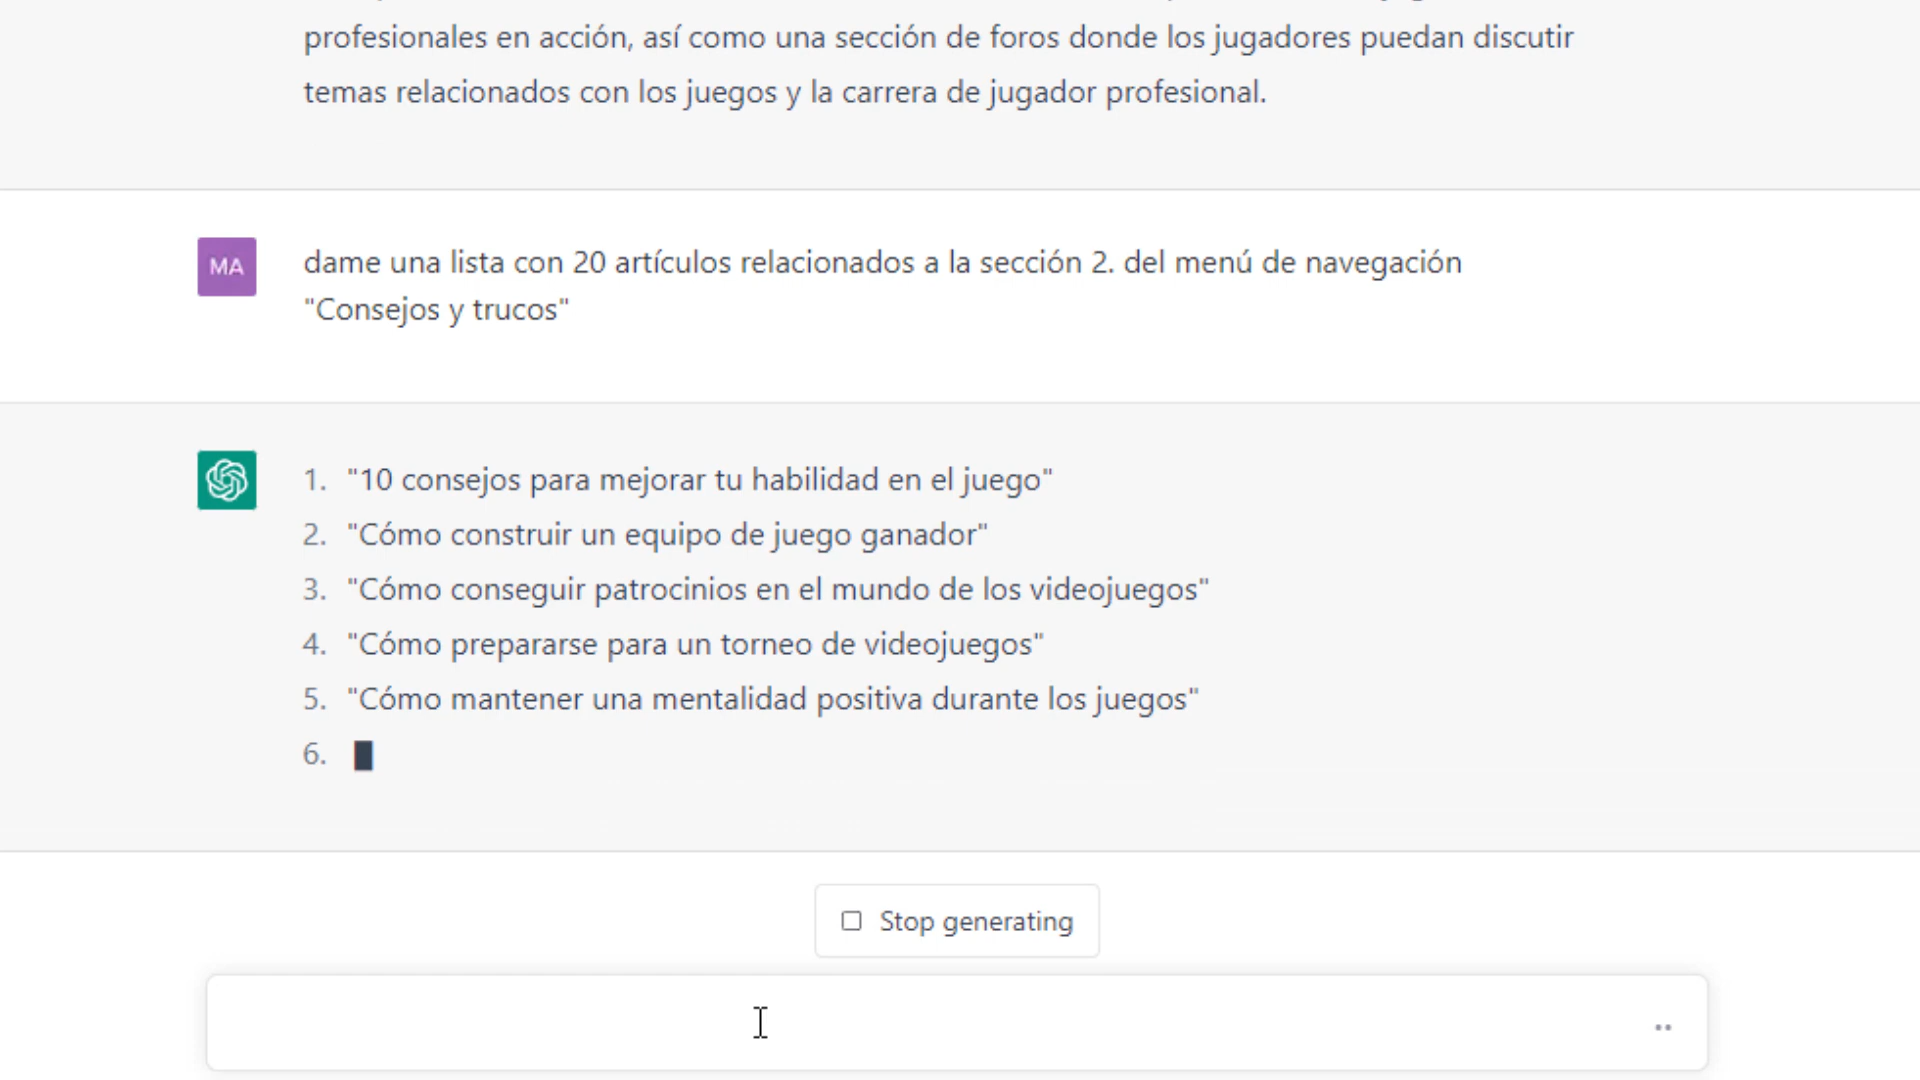 profesionales en acción, así como una sección de foros donde los jugadores puedan discutir
temas relacionados con los juegos y la carrera de jugador profesional.
MA
dame una lista con 20 artículos relacionados a la sección 2. del menú de navegación
"Consejos y trucos"
1. "10 consejos para mejorar tu habilidad en el juego"
2. "Cómo construir un equipo de juego ganador"
3. "Cómo conseguir patrocinios en el mundo de los videojuegos"
4. "Cómo prepararse para un torneo de videojuegos"
5. "Cómo mantener una mentalidad positiva durante los juegos"
6.
Stop generating